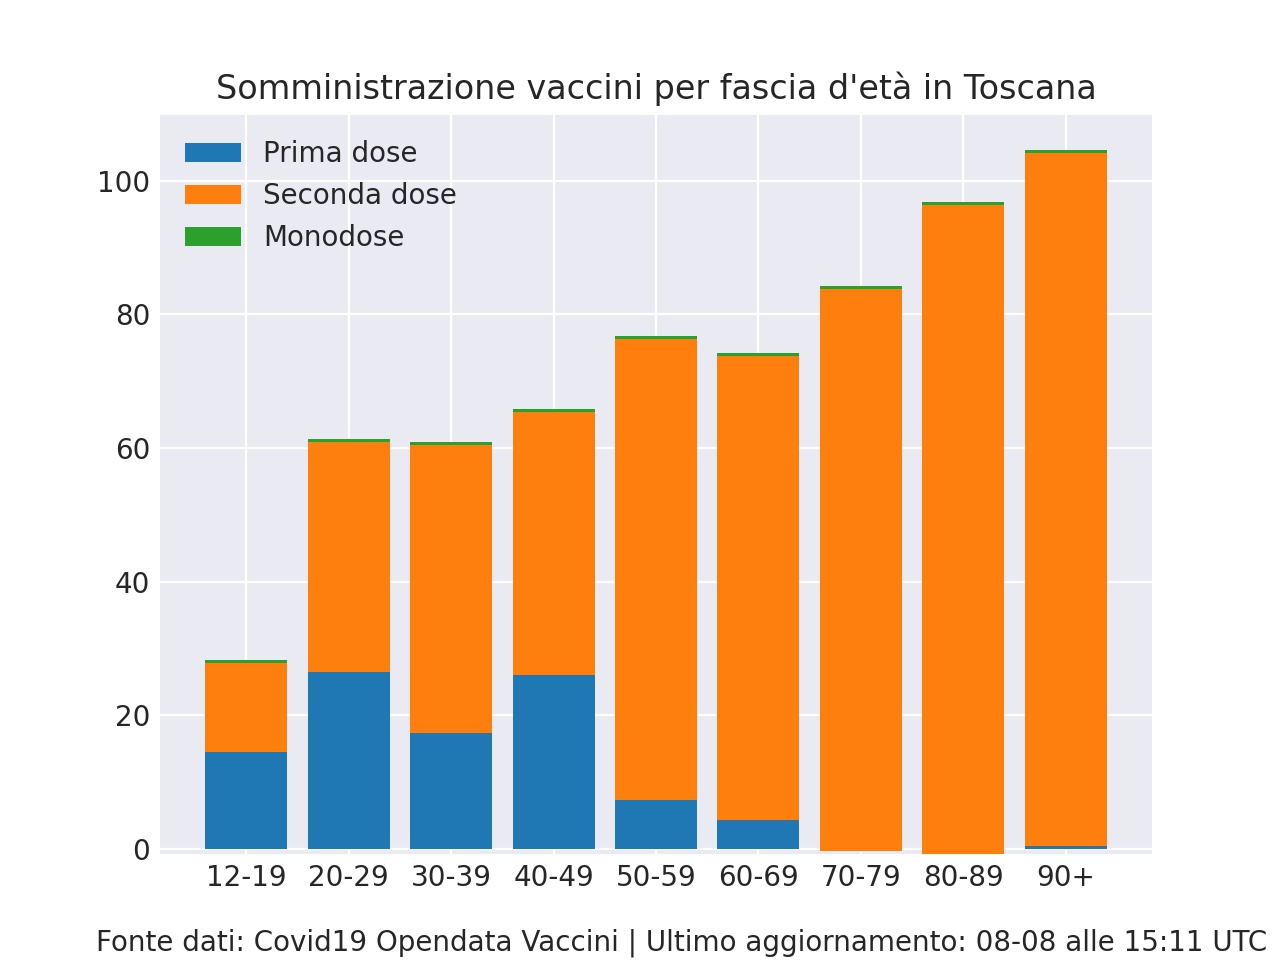 Somministrazione vaccini per fascia d'età in Toscana
Prima dose
Seconda dose
Monodose
100
80
60
40
20
0
12-19 20-29 30-39 40-49 50-59 60-69 70-79 80-89 90+
Fonte dati: Covid19 Opendata Vaccini | Ultimo aggiornamento: 08-08 alle 15:11 UTC